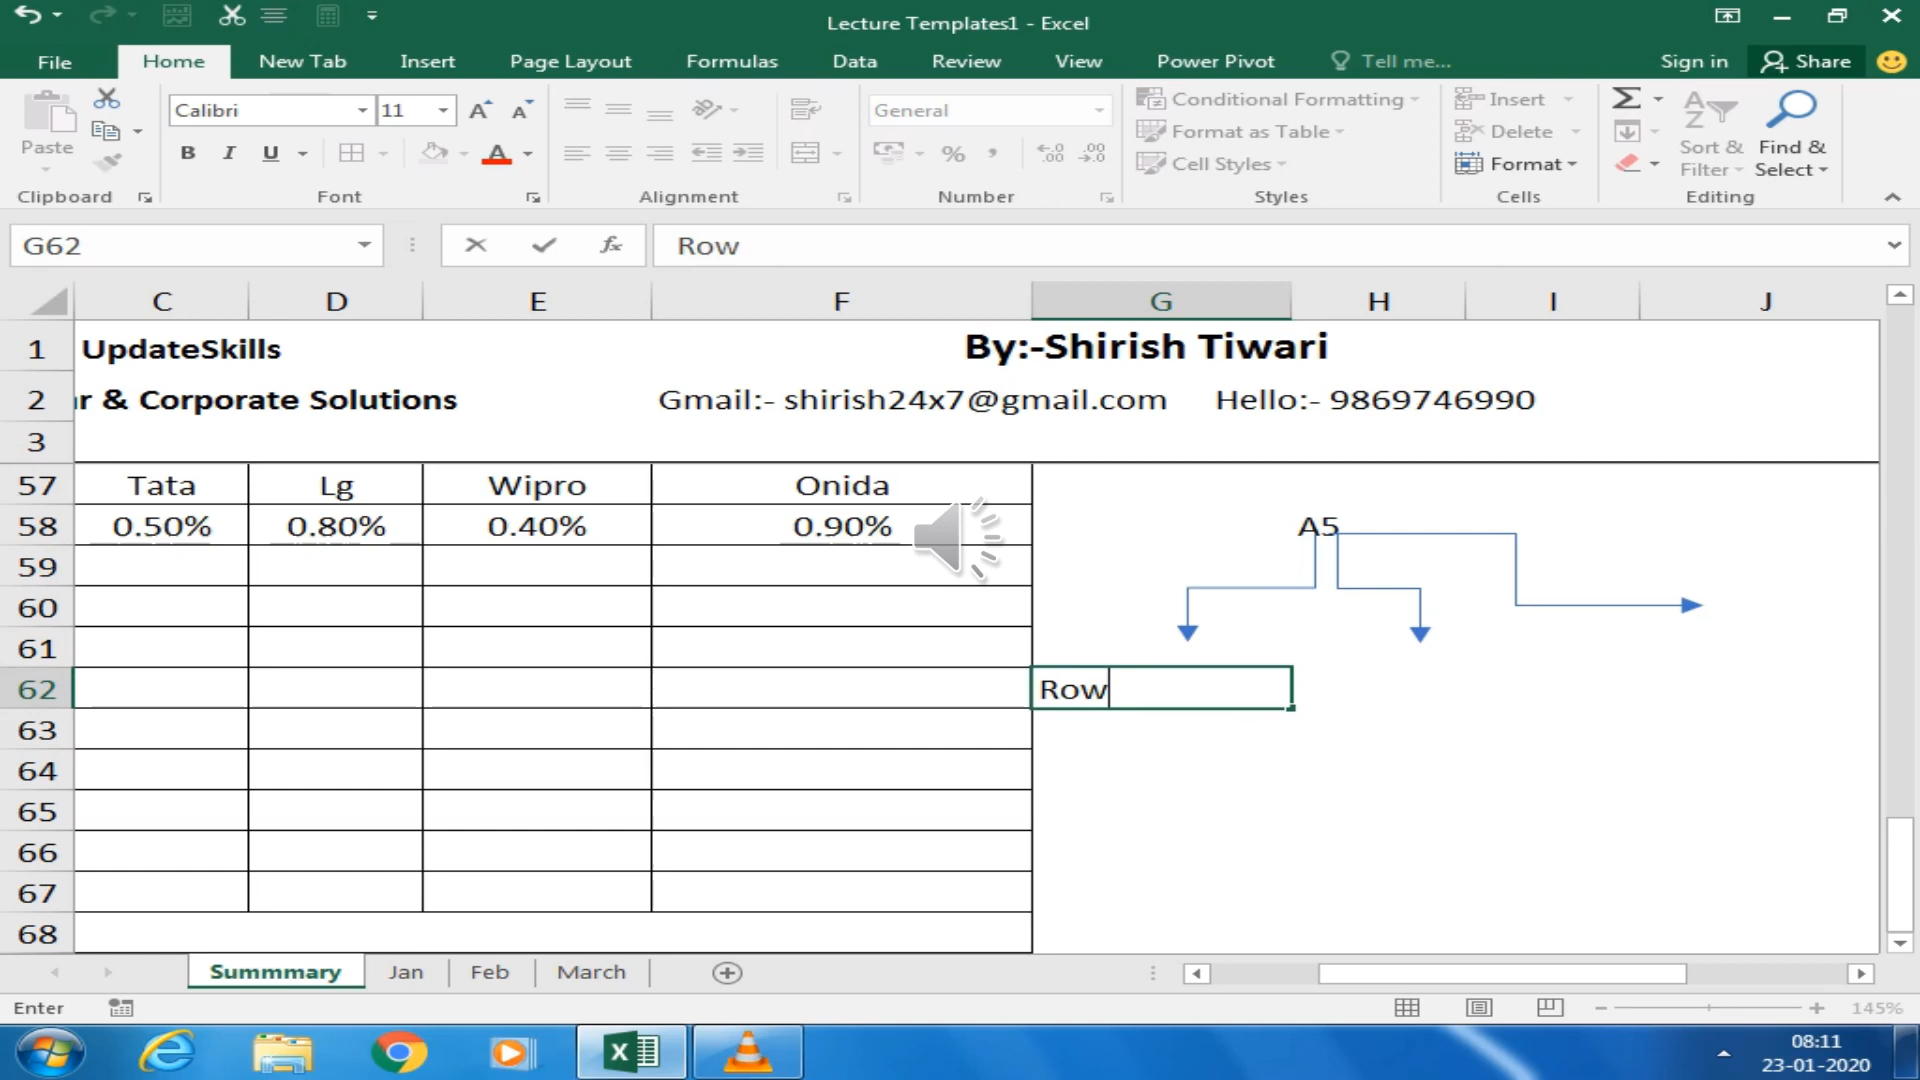 Lecture Templates1 - Excel
File Home New Tab Insert Page Layout Formulas Data Review View Power Pivot Tell me... Sign in Share
Paste
Clipboard
Calibri 11
B I U A
Font
Alignment
General
% , .00 .00
Number
Conditional Formatting
Format as Table
Cell Styles
Styles
Insert
Delete
Format
Cells
Sort & Filter
Find & Select
Editing
G62 fx Row
C D E F G H I J
1 UpdateSkills By:-Shirish Tiwari
2 & Corporate Solutions Gmail:- shirish24x7@gmail.com Hello:- 9869746990
3
57 Tata Lg Wipro Onida
58 0.50% 0.80% 0.40% 0.90% A5
59
60
61
62 Row
63
64
65
66
67
68
Summmary Jan Feb March
Enter 145%
08:11
23-01-2020